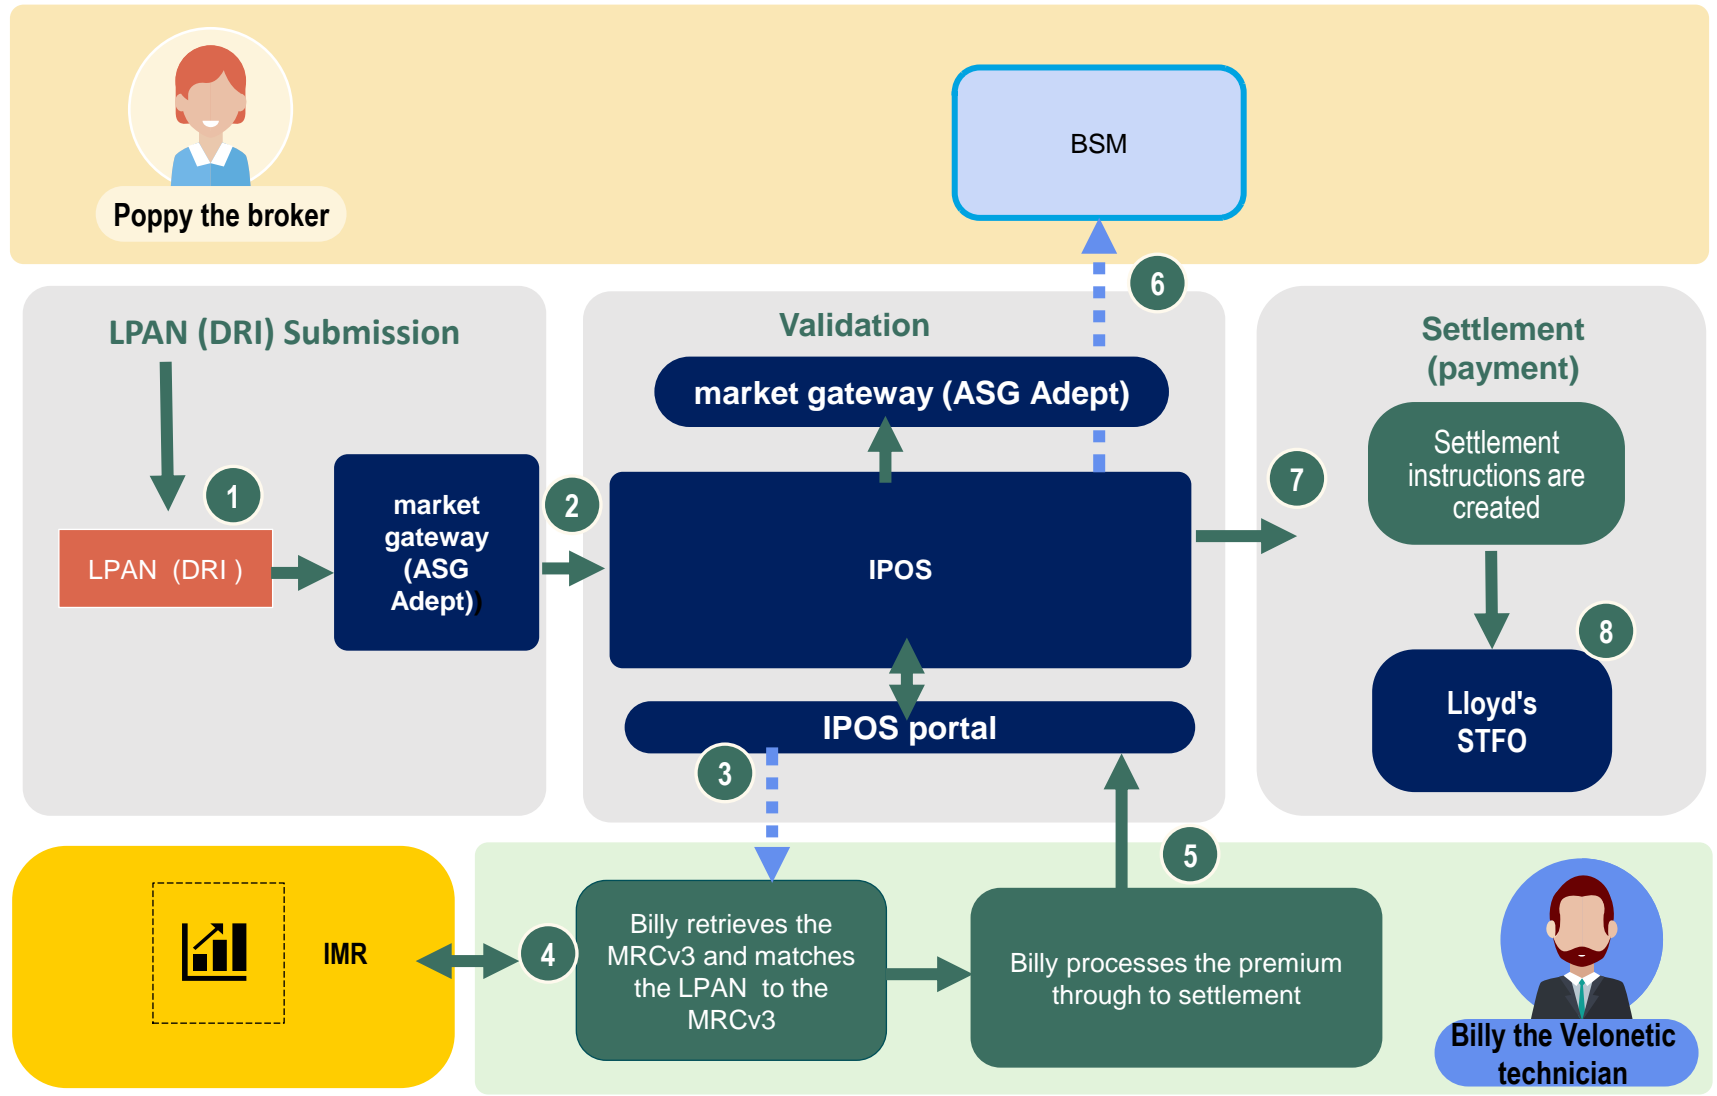 Poppy the broker
BSM
6
LPAN (DRI) Submission
Validation
Settlement
(payment)
market gateway (ASG Adept)
Settlement
instructions are
created
1
market
gateway
(ASG
Adept))
2
7
LPAN (DRI )
IPOS
8
Lloyd's
STFO
IPOS portal
3
5
IMR
4
Billy retrieves the
MRCv3 and matches
the LPAN to the
MRCv3
Billy processes the premium
through to settlement
Billy the Velonetic
technician